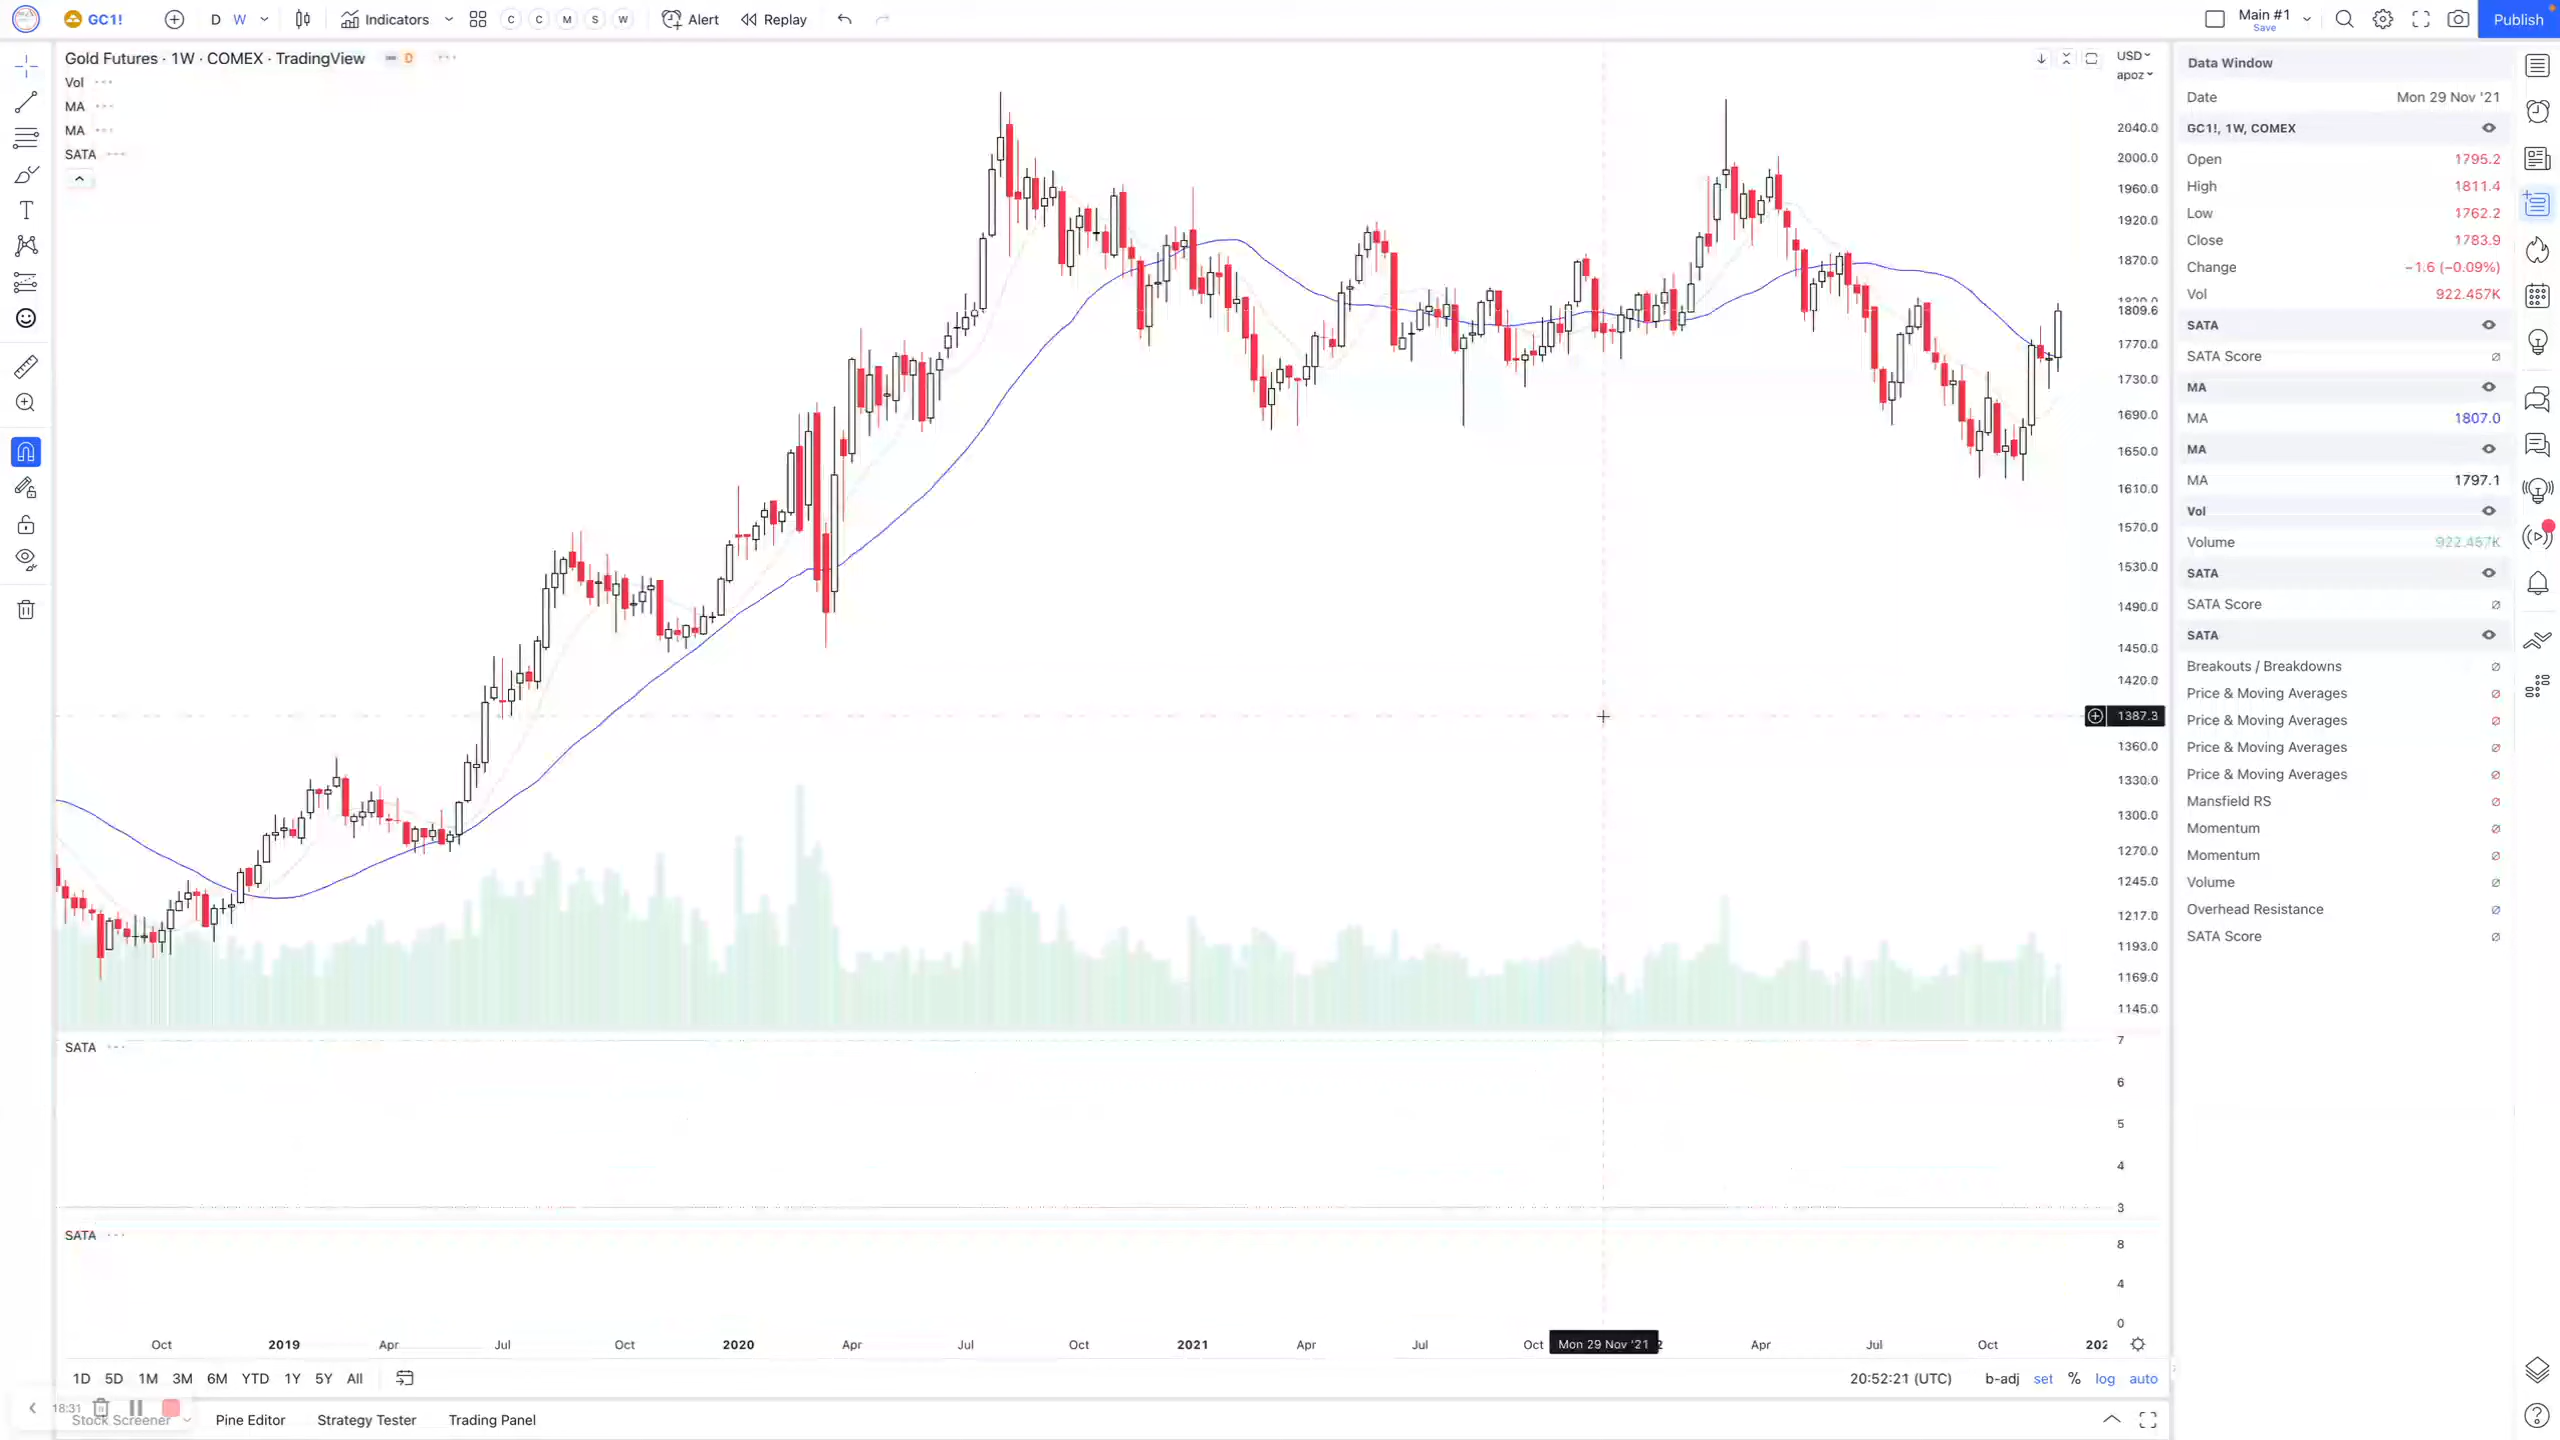 GC1! D W Indicators C C M S W Alert Replay Main #1 Save Publish
Gold Futures · 1W · COMEX · TradingView D
Vol
MA
MA
SATA
USD
apoz
2040.0
2000.0
1960.0
1920.0
1870.0
1809.6
1770.0
1730.0
1690.0
1650.0
1610.0
1570.0
1530.0
1490.0
1450.0
1420.0
1387.3
1360.0
1330.0
1300.0
1270.0
1245.0
1217.0
1193.0
1169.0
1145.0
SATA
7
6
5
4
3
SATA
8
4
0
Oct 2019 Apr Jul Oct 2020 Apr Jul Oct 2021 Apr Jul Oct Mon 29 Nov '21 2 Apr Jul Oct 202
1D 5D 1M 3M 6M YTD 1Y 5Y All 20:52:21 (UTC) b-adj set % log auto
18:31
Stock Screener Pine Editor Strategy Tester Trading Panel
Data Window
Date Mon 29 Nov '21
GC1!, 1W, COMEX
Open 1795.2
High 1811.4
Low 1762.2
Close 1783.9
Change −1.6 (−0.09%)
Vol 922.457K
SATA
SATA Score ∅
MA
MA 1807.0
MA
MA 1797.1
Vol
Volume 922.457K
SATA
SATA Score ∅
SATA
Breakouts / Breakdowns ∅
Price & Moving Averages ∅
Price & Moving Averages ∅
Price & Moving Averages ∅
Price & Moving Averages ∅
Mansfield RS ∅
Momentum ∅
Momentum ∅
Volume ∅
Overhead Resistance ∅
SATA Score ∅